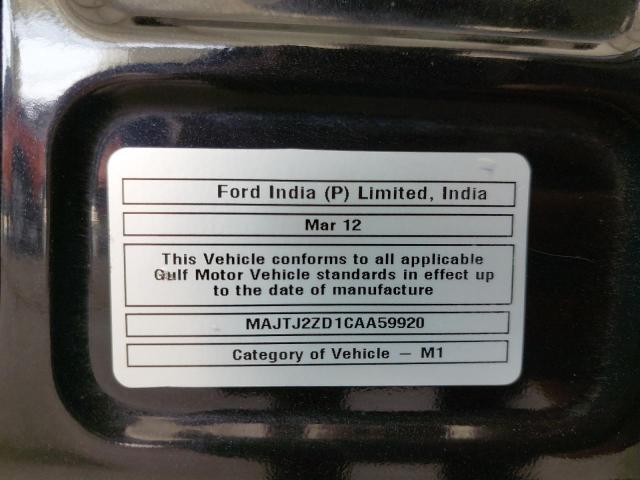 Ford India (P) Limited, India
Mar 12
This Vehicle conforms to all applicable
Gulf Motor Vehicle standards in effect up
to the date of manufacture
MAJTJ2ZD1CAA59920
Category of Vehicle – M1